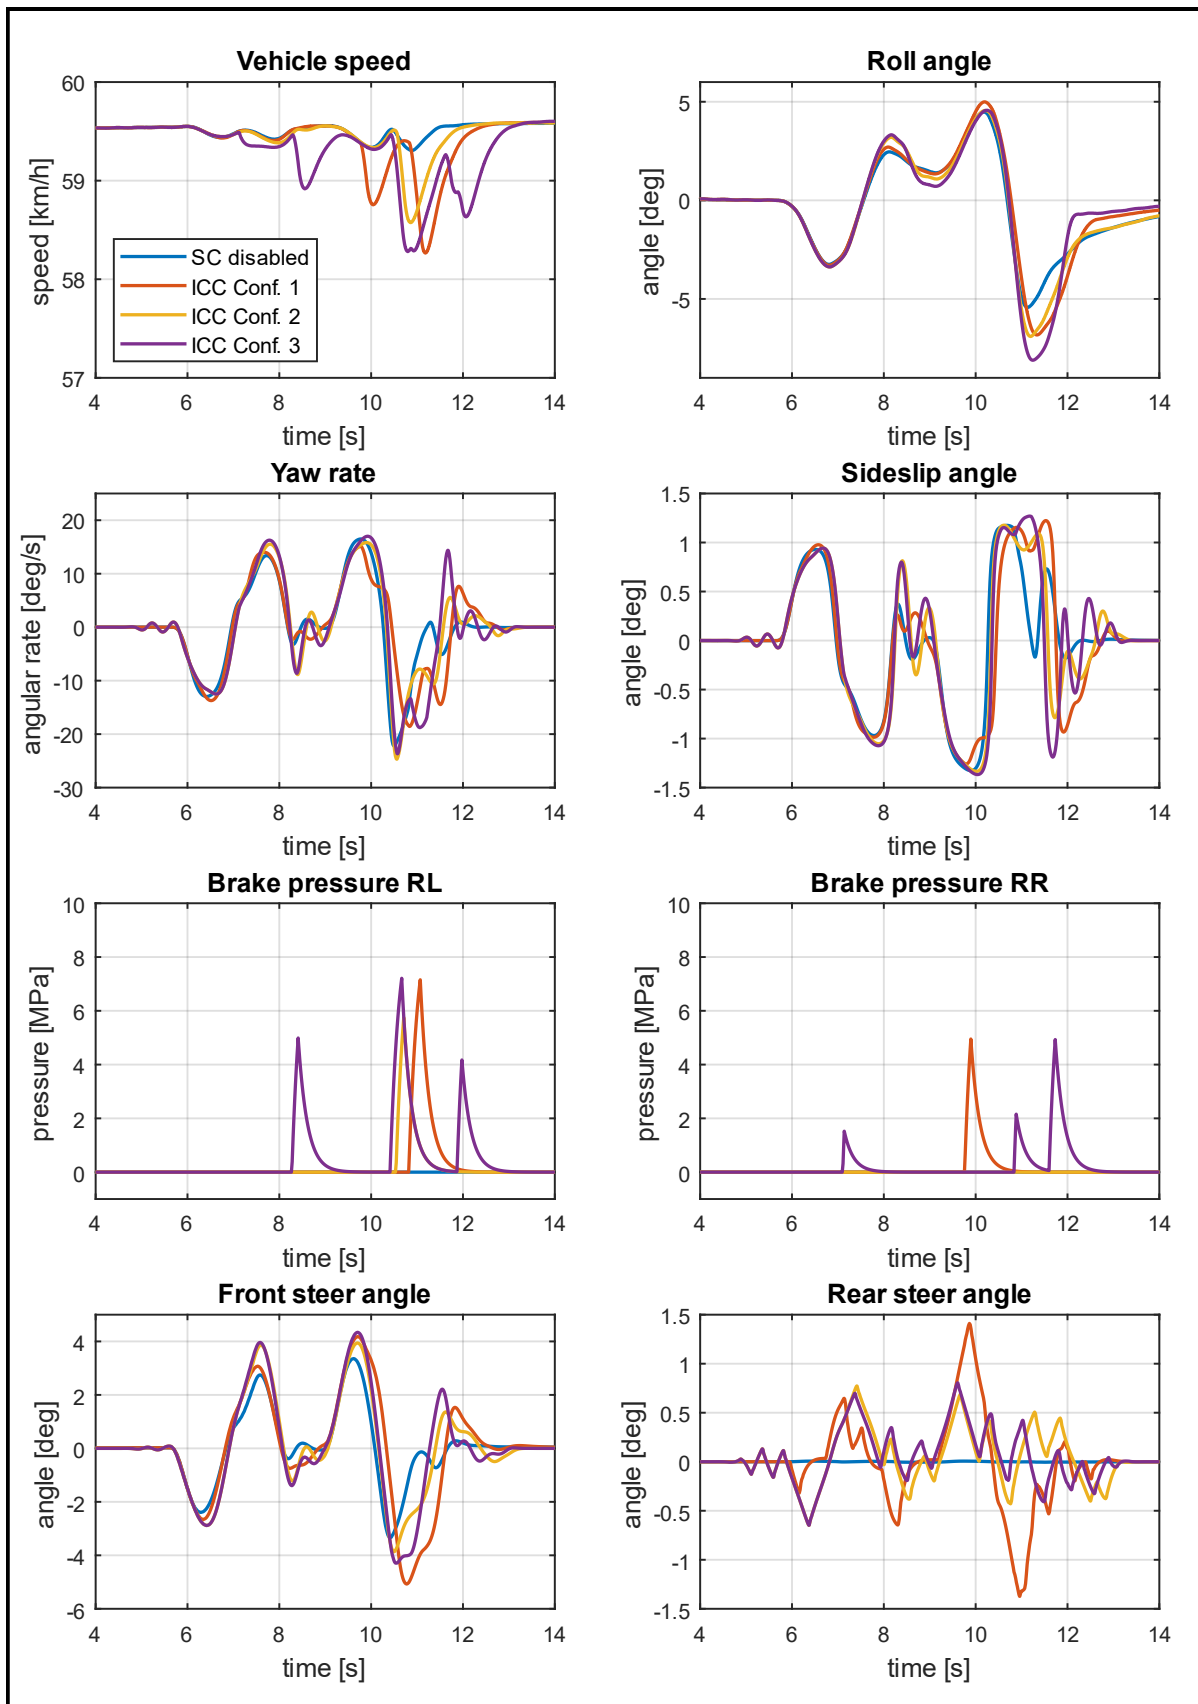 Vehicle speed
60
59
58
57
speed [km/h]
SC disabled
ICC Conf. 1
ICC Conf. 2
ICC Conf. 3
4 6 8 10 12 14
time [s]
Roll angle
5
0
-5
angle [deg]
4 6 8 10 12 14
time [s]
Yaw rate
20
10
0
-10
-20
-30
angular rate [deg/s]
4 6 8 10 12 14
time [s]
Sideslip angle
1.5
1
0.5
0
-0.5
-1
-1.5
angle [deg]
4 6 8 10 12 14
time [s]
Brake pressure RL
10
8
6
4
2
0
pressure [MPa]
4 6 8 10 12 14
time [s]
Brake pressure RR
10
8
6
4
2
0
pressure [MPa]
4 6 8 10 12 14
time [s]
Front steer angle
4
2
0
-2
-4
-6
angle [deg]
4 6 8 10 12 14
time [s]
Rear steer angle
1.5
1
0.5
0
-0.5
-1
-1.5
angle [deg]
4 6 8 10 12 14
time [s]